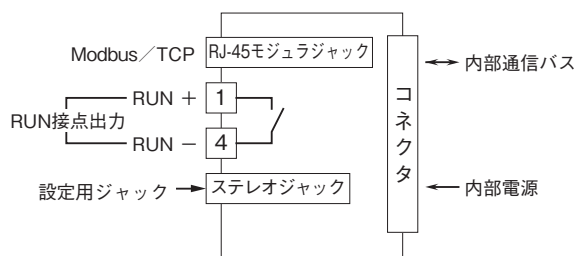 Modbus／TCP RJ-45モジュラジャック
内部通信バス
RUN＋ 1
RUN接点出力
RUN－ 4
コネクタ
設定用ジャック ステレオジャック
内部電源